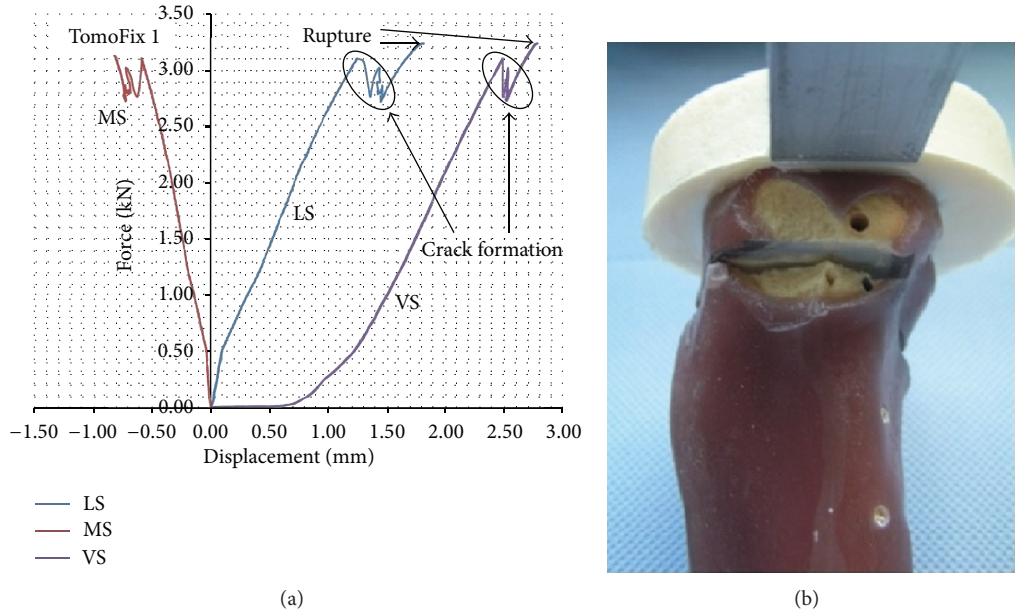 3.50
TomoFix 1
Rupture
3.00
MS
2.50
2.00
LS
Force (kN)
1.50
Crack formation
1.00
VS
0.50
0.00
−1.50 −1.00 −0.50 0.00 0.50 1.00 1.50 2.00 2.50 3.00
Displacement (mm)
LS
MS
VS
(a)
(b)